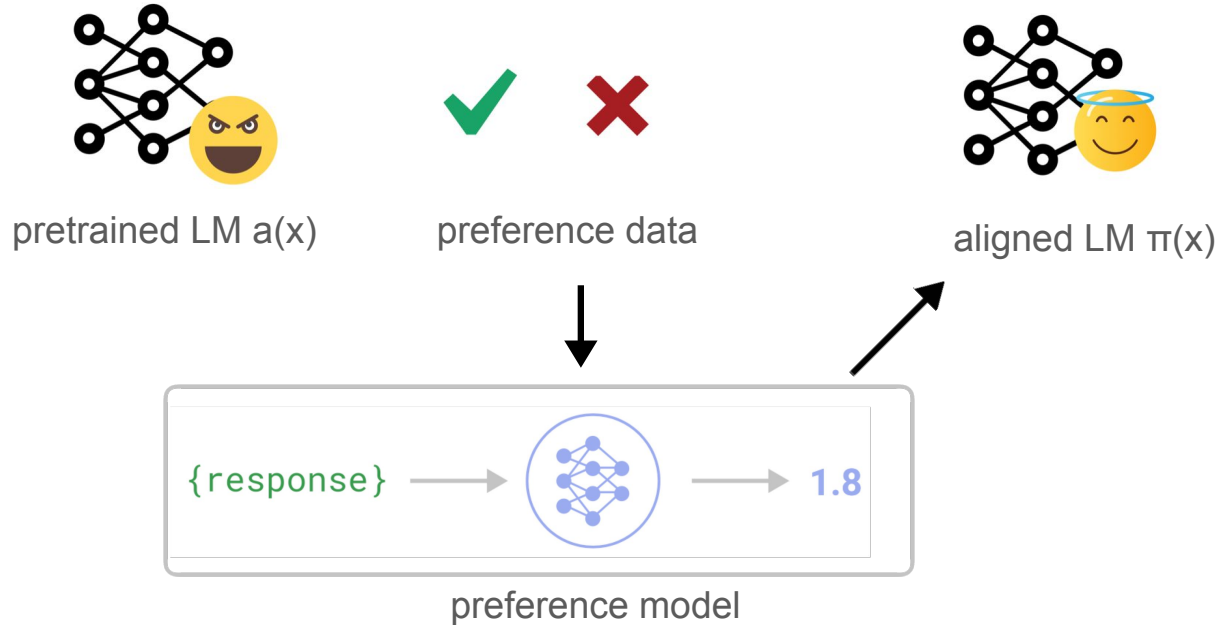 pretrained LM a(x)
preference data
aligned LM π(x)
{response}
1.8
preference model